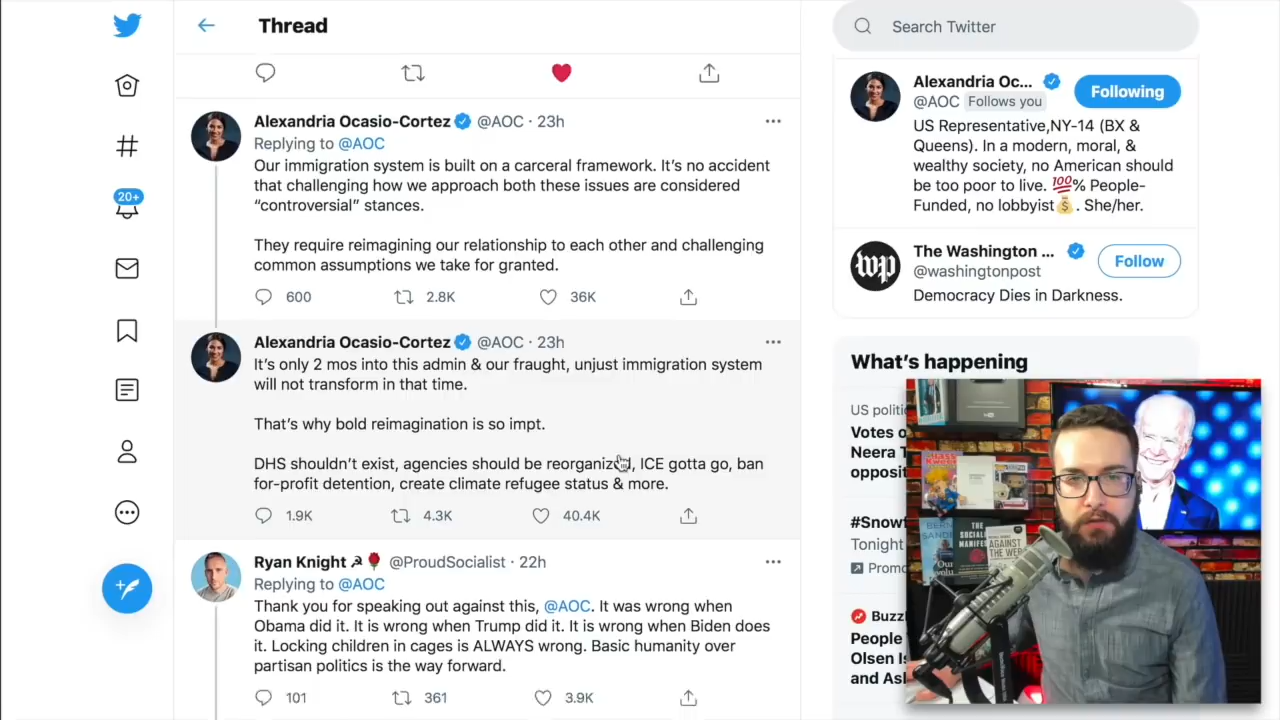 Thread
Search Twitter
Alexandria Ocasio-Cortez @AOC · 23h
Replying to @AOC
Our immigration system is built on a carceral framework. It's no accident
that challenging how we approach both these issues are considered
“controversial” stances.
They require reimagining our relationship to each other and challenging
common assumptions we take for granted.
600 2.8K 36K
Alexandria Ocasio-Cortez @AOC · 23h
It's only 2 mos into this admin & our fraught, unjust immigration system
will not transform in that time.
That's why bold reimagination is so impt.
DHS shouldn't exist, agencies should be reorganized, ICE gotta go, ban
for-profit detention, create climate refugee status & more.
1.9K 4.3K 40.4K
Ryan Knight ☭🌹 @ProudSocialist · 22h
Replying to @AOC
Thank you for speaking out against this, @AOC. It was wrong when
Obama did it. It is wrong when Trump did it. It is wrong when Biden does
it. Locking children in cages is ALWAYS wrong. Basic humanity over
partisan politics is the way forward.
101 361 3.9K
20+
Alexandria Oc...
@AOC Follows you
Following
US Representative,NY-14 (BX &
Queens). In a modern, moral, &
wealthy society, no American should
be too poor to live. 💯% People-
Funded, no lobbyist💰. She/her.
The Washington ...
@washingtonpost
Follow
Democracy Dies in Darkness.
What's happening
US politi
Votes o
Neera T
opposit
#Snowf
Tonight
Promo
Buzz
People
Olsen Is
and Ash
BERN
SAND
Our
THE
SOCIALIS
MANIFES
AGAINST
THE WEB